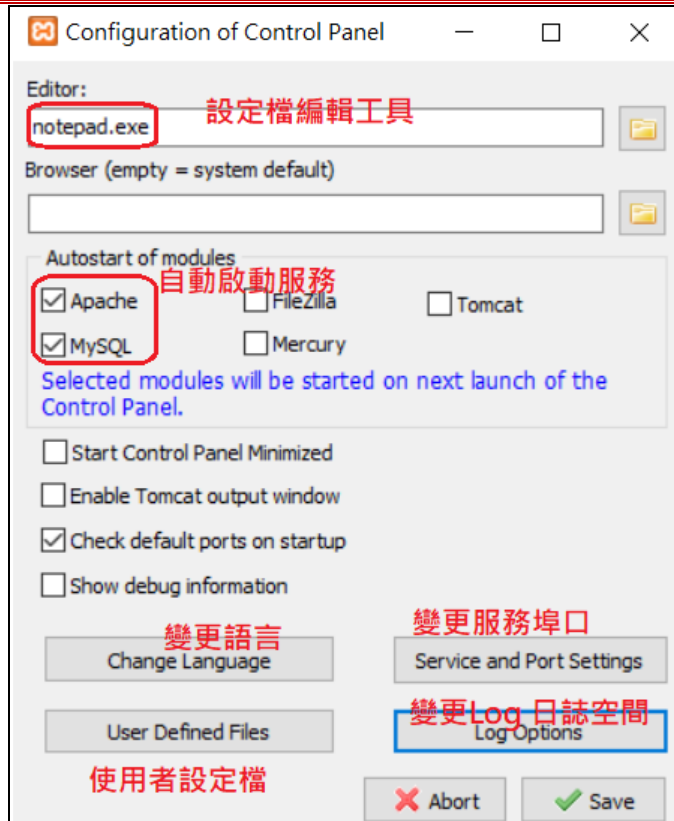 Configuration of Control Panel
Editor:
設定檔編輯工具
notepad.exe
Browser (empty = system default)
Autostart of modules
自動啟動服務
Apache FileZilla Tomcat
MySQL Mercury
Selected modules will be started on next launch of the
Control Panel.
Start Control Panel Minimized
Enable Tomcat output window
Check default ports on startup
Show debug information
變更語言 變更服務埠口
Change Language Service and Port Settings
變更Log 日誌空間
User Defined Files Log Options
使用者設定檔
Abort Save